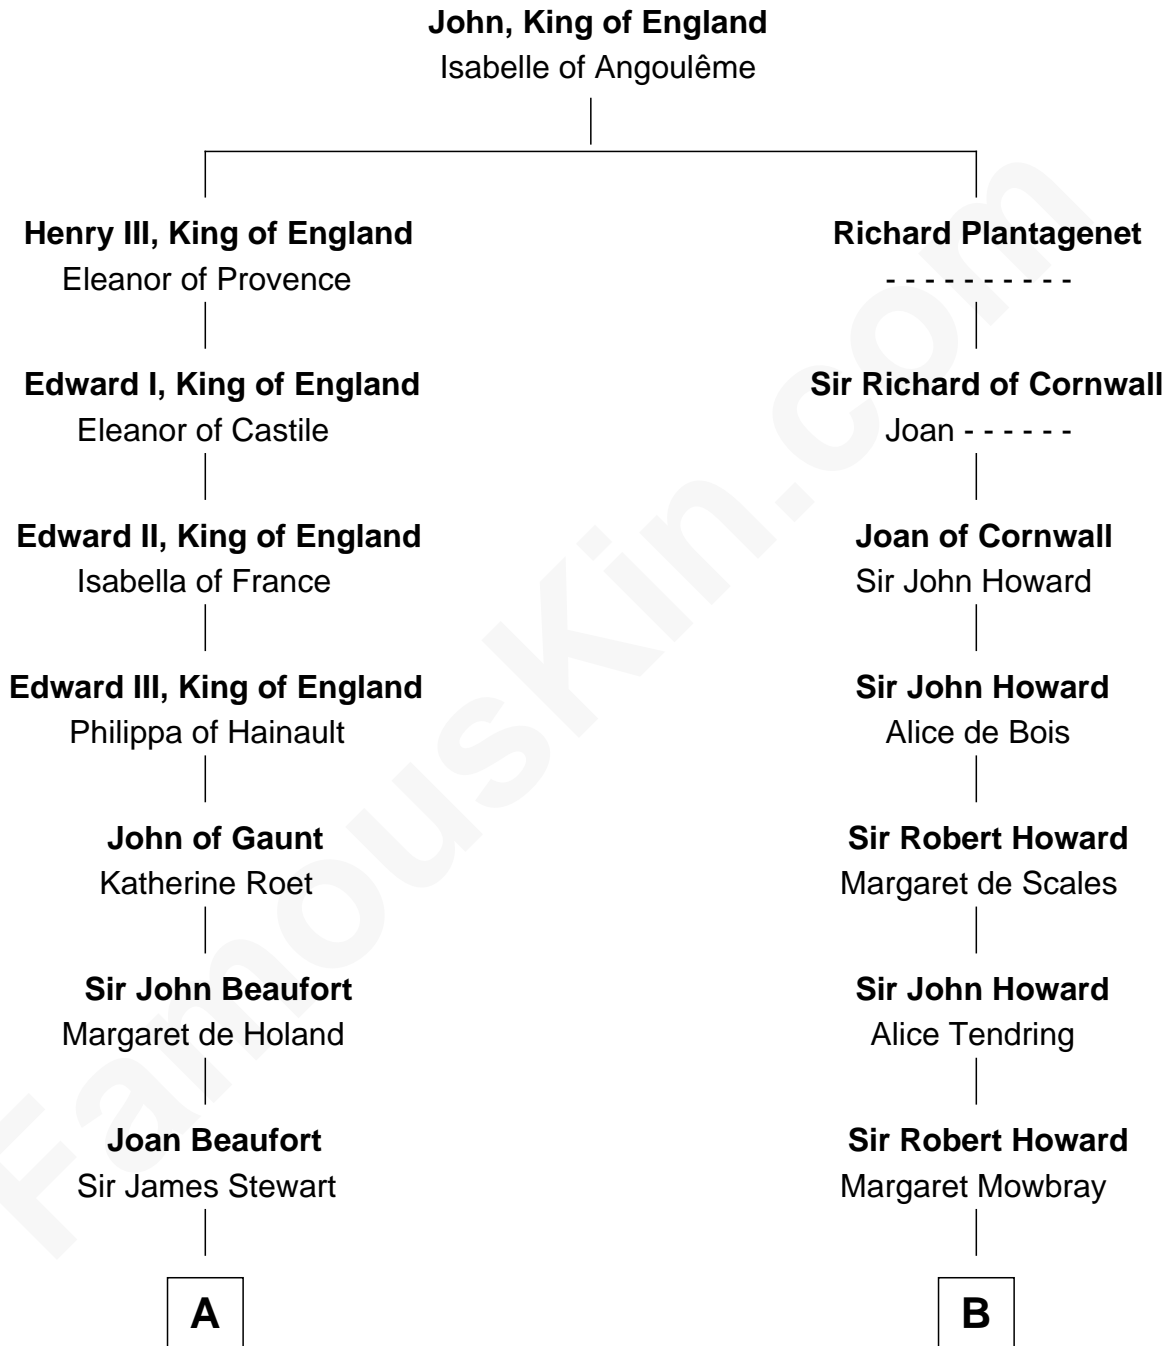 John, King of England
Isabelle of Angoulême
Henry III, King of England
Eleanor of Provence
Richard Plantagenet
- - - - - - - - - -
Edward I, King of England
Eleanor of Castile
Sir Richard of Cornwall
Joan - - - - - -
Edward II, King of England
Isabella of France
Joan of Cornwall
Sir John Howard
Edward III, King of England
Philippa of Hainault
Sir John Howard
Alice de Bois
John of Gaunt
Katherine Roet
Sir Robert Howard
Margaret de Scales
Sir John Beaufort
Margaret de Holand
Sir John Howard
Alice Tendring
Joan Beaufort
Sir James Stewart
Sir Robert Howard
Margaret Mowbray
A
B
FamousKin.com